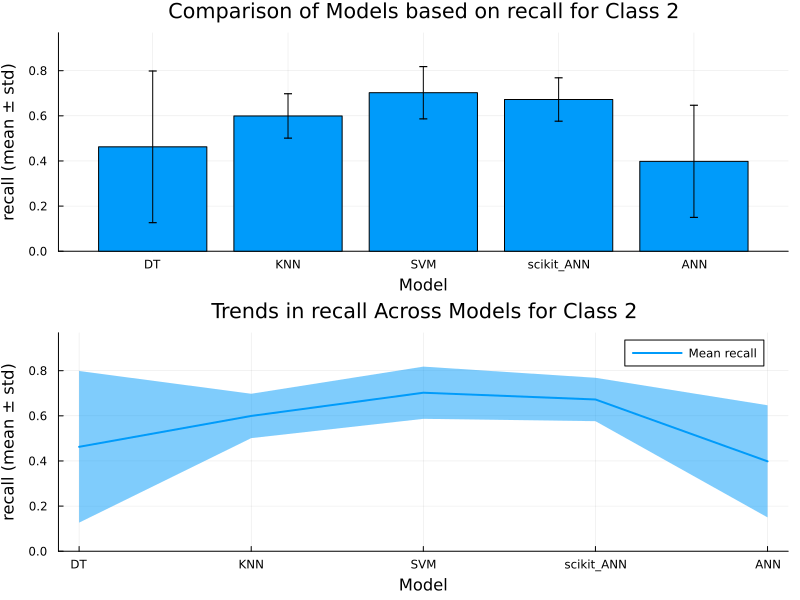 Comparison of Models based on recall for Class 2
recall (mean ± std)
0.8
0.6
0.4
0.2
0.0
DT KNN SVM scikit_ANN ANN
Model
Trends in recall Across Models for Class 2
recall (mean ± std)
Mean recall
0.8
0.6
0.4
0.2
0.0
DT KNN SVM scikit_ANN ANN
Model